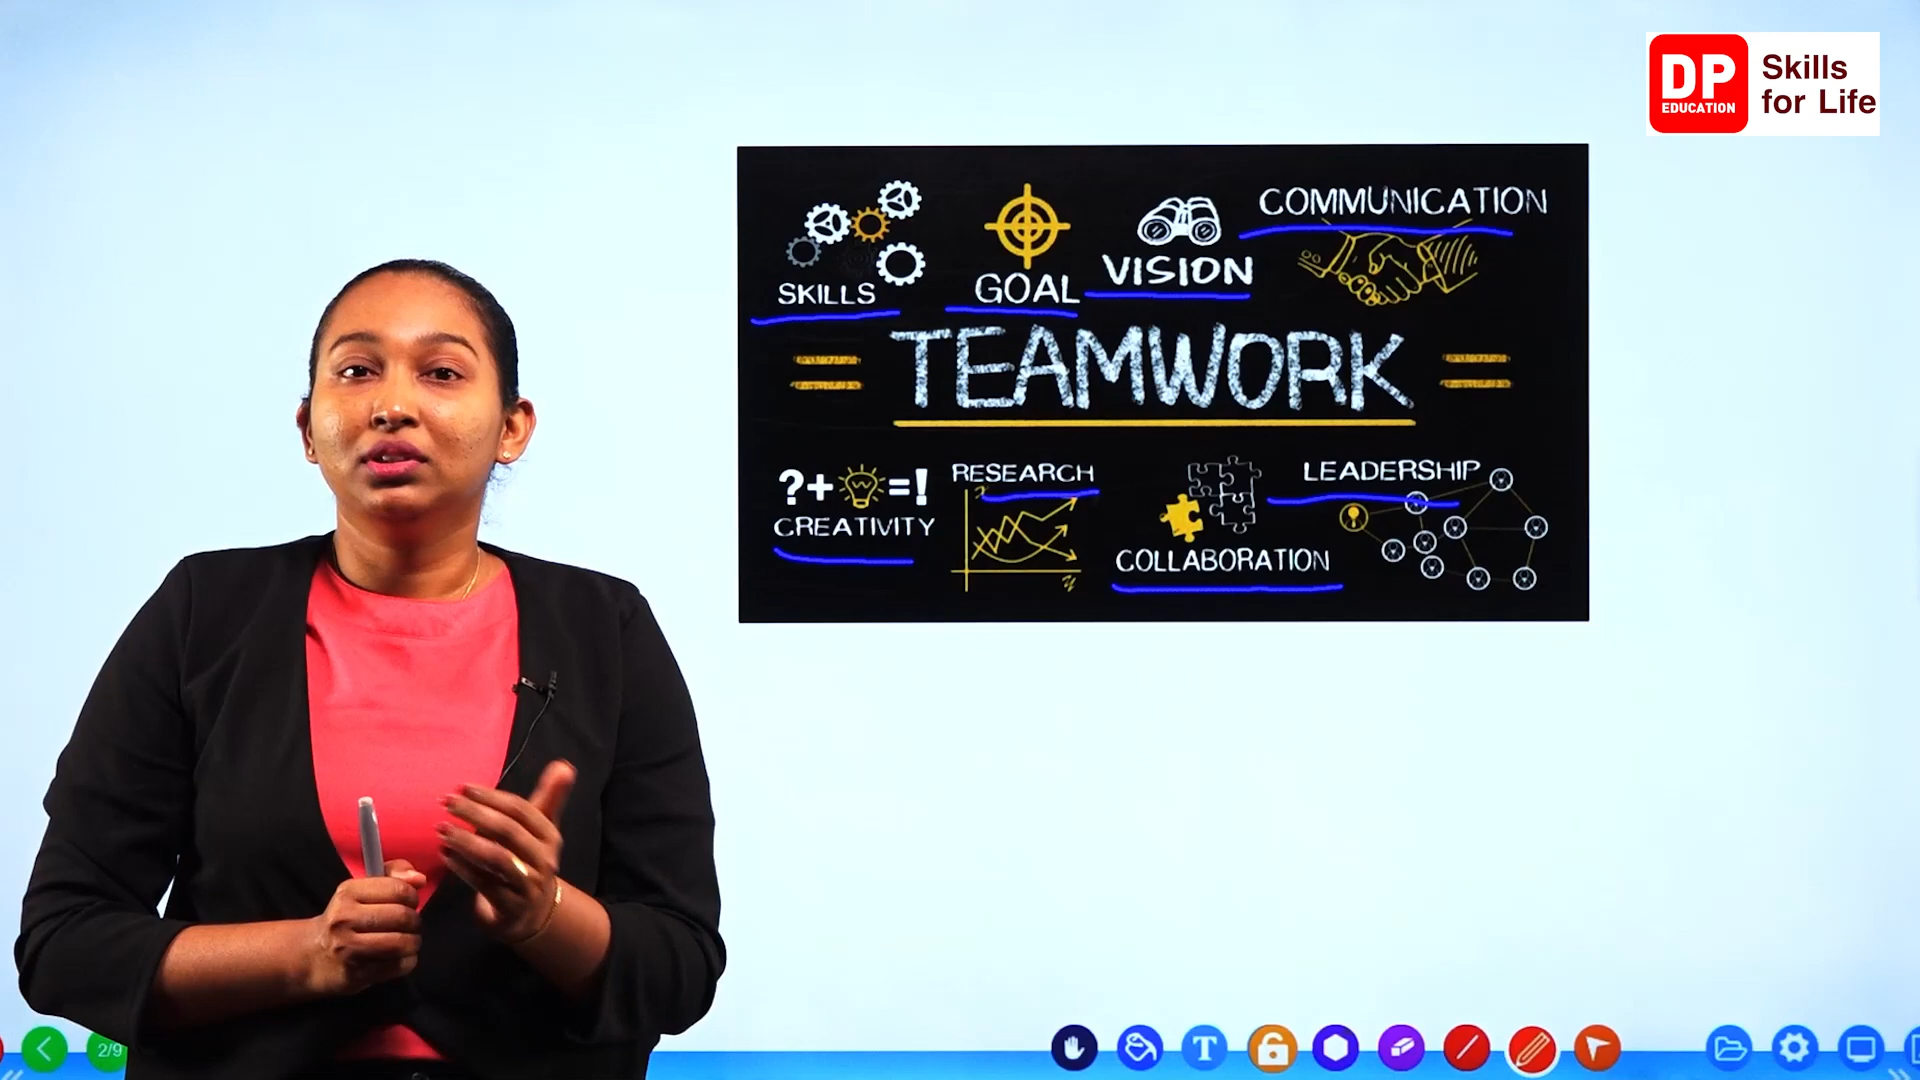 DP
EDUCATION
Skills
for Life
COMMUNICATION
SKILLS
GOAL
VISION
= TEAMWORK =
?+ =!
CREATIVITY
RESEARCH
x
y
COLLABORATION
LEADERSHIP
2/9
T